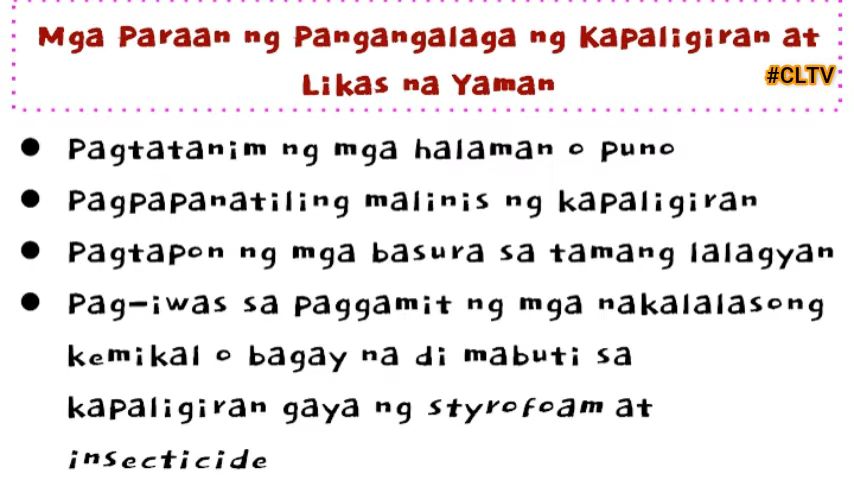 Mga Paraan ng Pangangalaga ng Kapaligiran at
Likas na Yaman
#CLTV
● Pagtatanim ng mga halaman o puno
● Pagpapanatiling malinis ng kapaligiran
● Pagtapon ng mga basura sa tamang lalagyan
● Pag-iwas sa paggamit ng mga nakalalasong
kemikal o bagay na di mabuti sa
kapaligiran gaya ng styrofoam at
insecticide